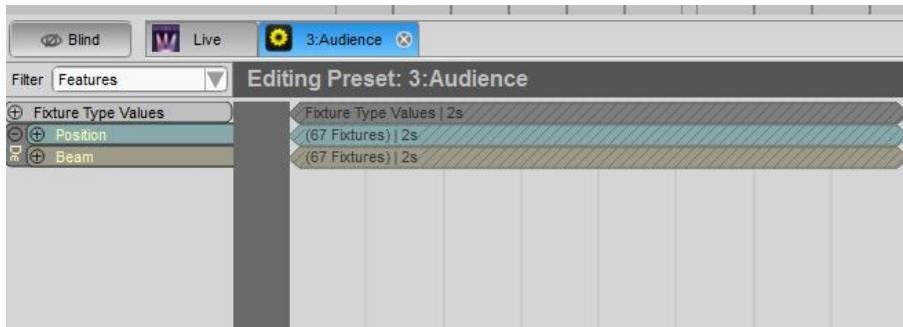 Blind
Live
3:Audience
Filter
Features
Editing Preset: 3:Audience
Fixture Type Values
Fixture Type Values | 2s
Position
(67 Fixtures) | 2s
De
Beam
(67 Fixtures) | 2s